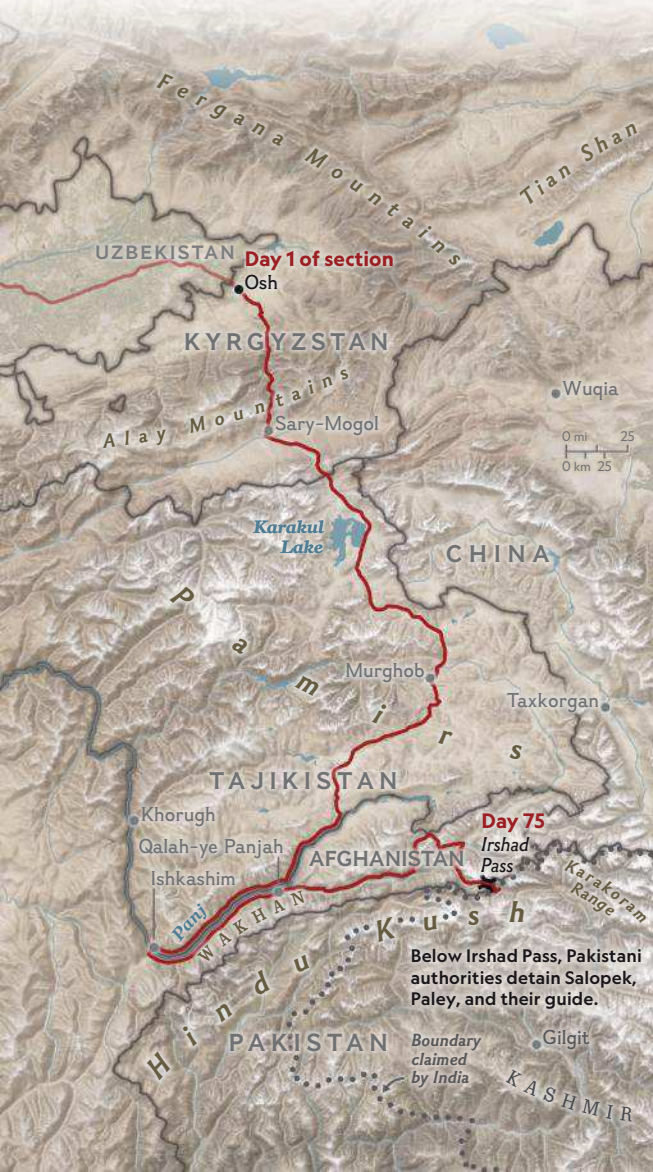 Fergana Mountains
Tian Shan
UZBEKISTAN
Day 1 of section
Osh
KYRGYZSTAN
Wuqia
Alay Mountains
Sary-Mogol
0 mi 25
0 km 25
Karakul
Lake
CHINA
Pamirs
Murghob
Taxkorgan
TAJIKISTAN
Khorugh
Day 75
Irshad
Pass
Qalah-ye Panjah
AFGHANISTAN
Ishkashim
Karakoram
Range
Panj
WAKHAN
Hindu Kush
Below Irshad Pass, Pakistani
authorities detain Salopek,
Paley, and their guide.
PAKISTAN
Boundary
claimed
by India
Gilgit
KASHMIR